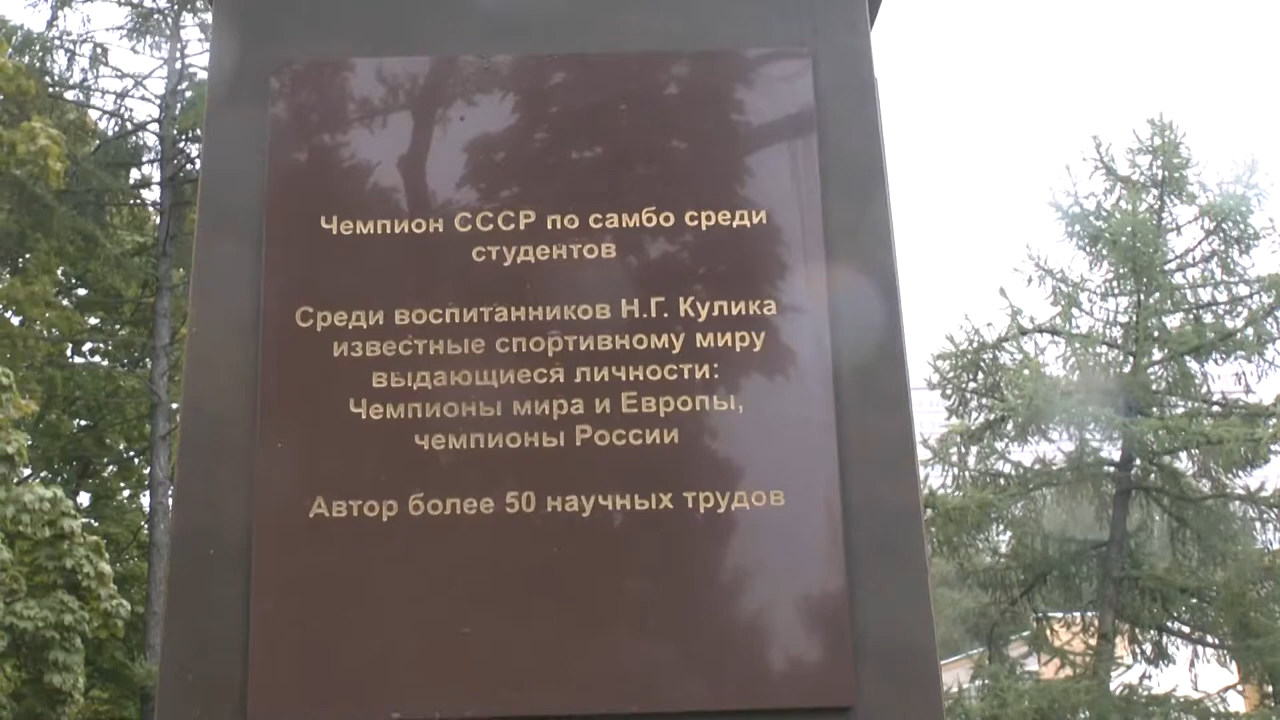 Чемпион СССР по самбо среди
студентов
Среди воспитанников Н.Г. Кулика
известные спортивному миру
выдающиеся личности:
Чемпионы мира и Европы,
чемпионы России
Автор более 50 научных трудов